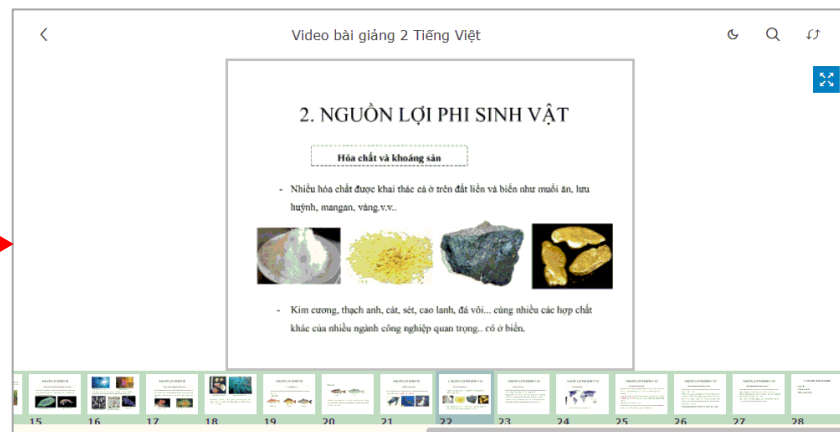 Video bài giảng 2 Tiếng Việt
2. NGUỒN LỢI PHI SINH VẬT
Hóa chất và khoáng sản
- Nhiều hóa chất được khai thác cả ở trên đất liền và biển như muối ăn, lưu
huỳnh, mangan, vàng.v.v..
- Kim cương, thạch anh, cát, sét, cao lanh, đá vôi... cùng nhiều các hợp chất
khác của nhiều ngành công nghiệp quan trọng.. có ở biển.
15 16 17 18 19 20 21 22 23 24 25 26 27 28